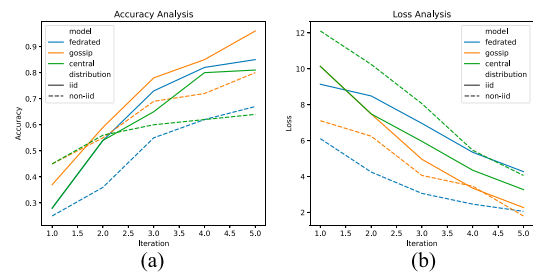 Accuracy Analysis
model
fedrated
gossip
central
distribution
iid
non-iid
0.9
0.8
0.7
0.6
0.5
0.4
0.3
Accuracy
1.0 1.5 2.0 2.5 3.0 3.5 4.0 4.5 5.0
Iteration
(a)
Loss Analysis
model
fedrated
gossip
central
distribution
iid
non-iid
12
10
8
6
4
2
Loss
1.0 1.5 2.0 2.5 3.0 3.5 4.0 4.5 5.0
Iteration
(b)